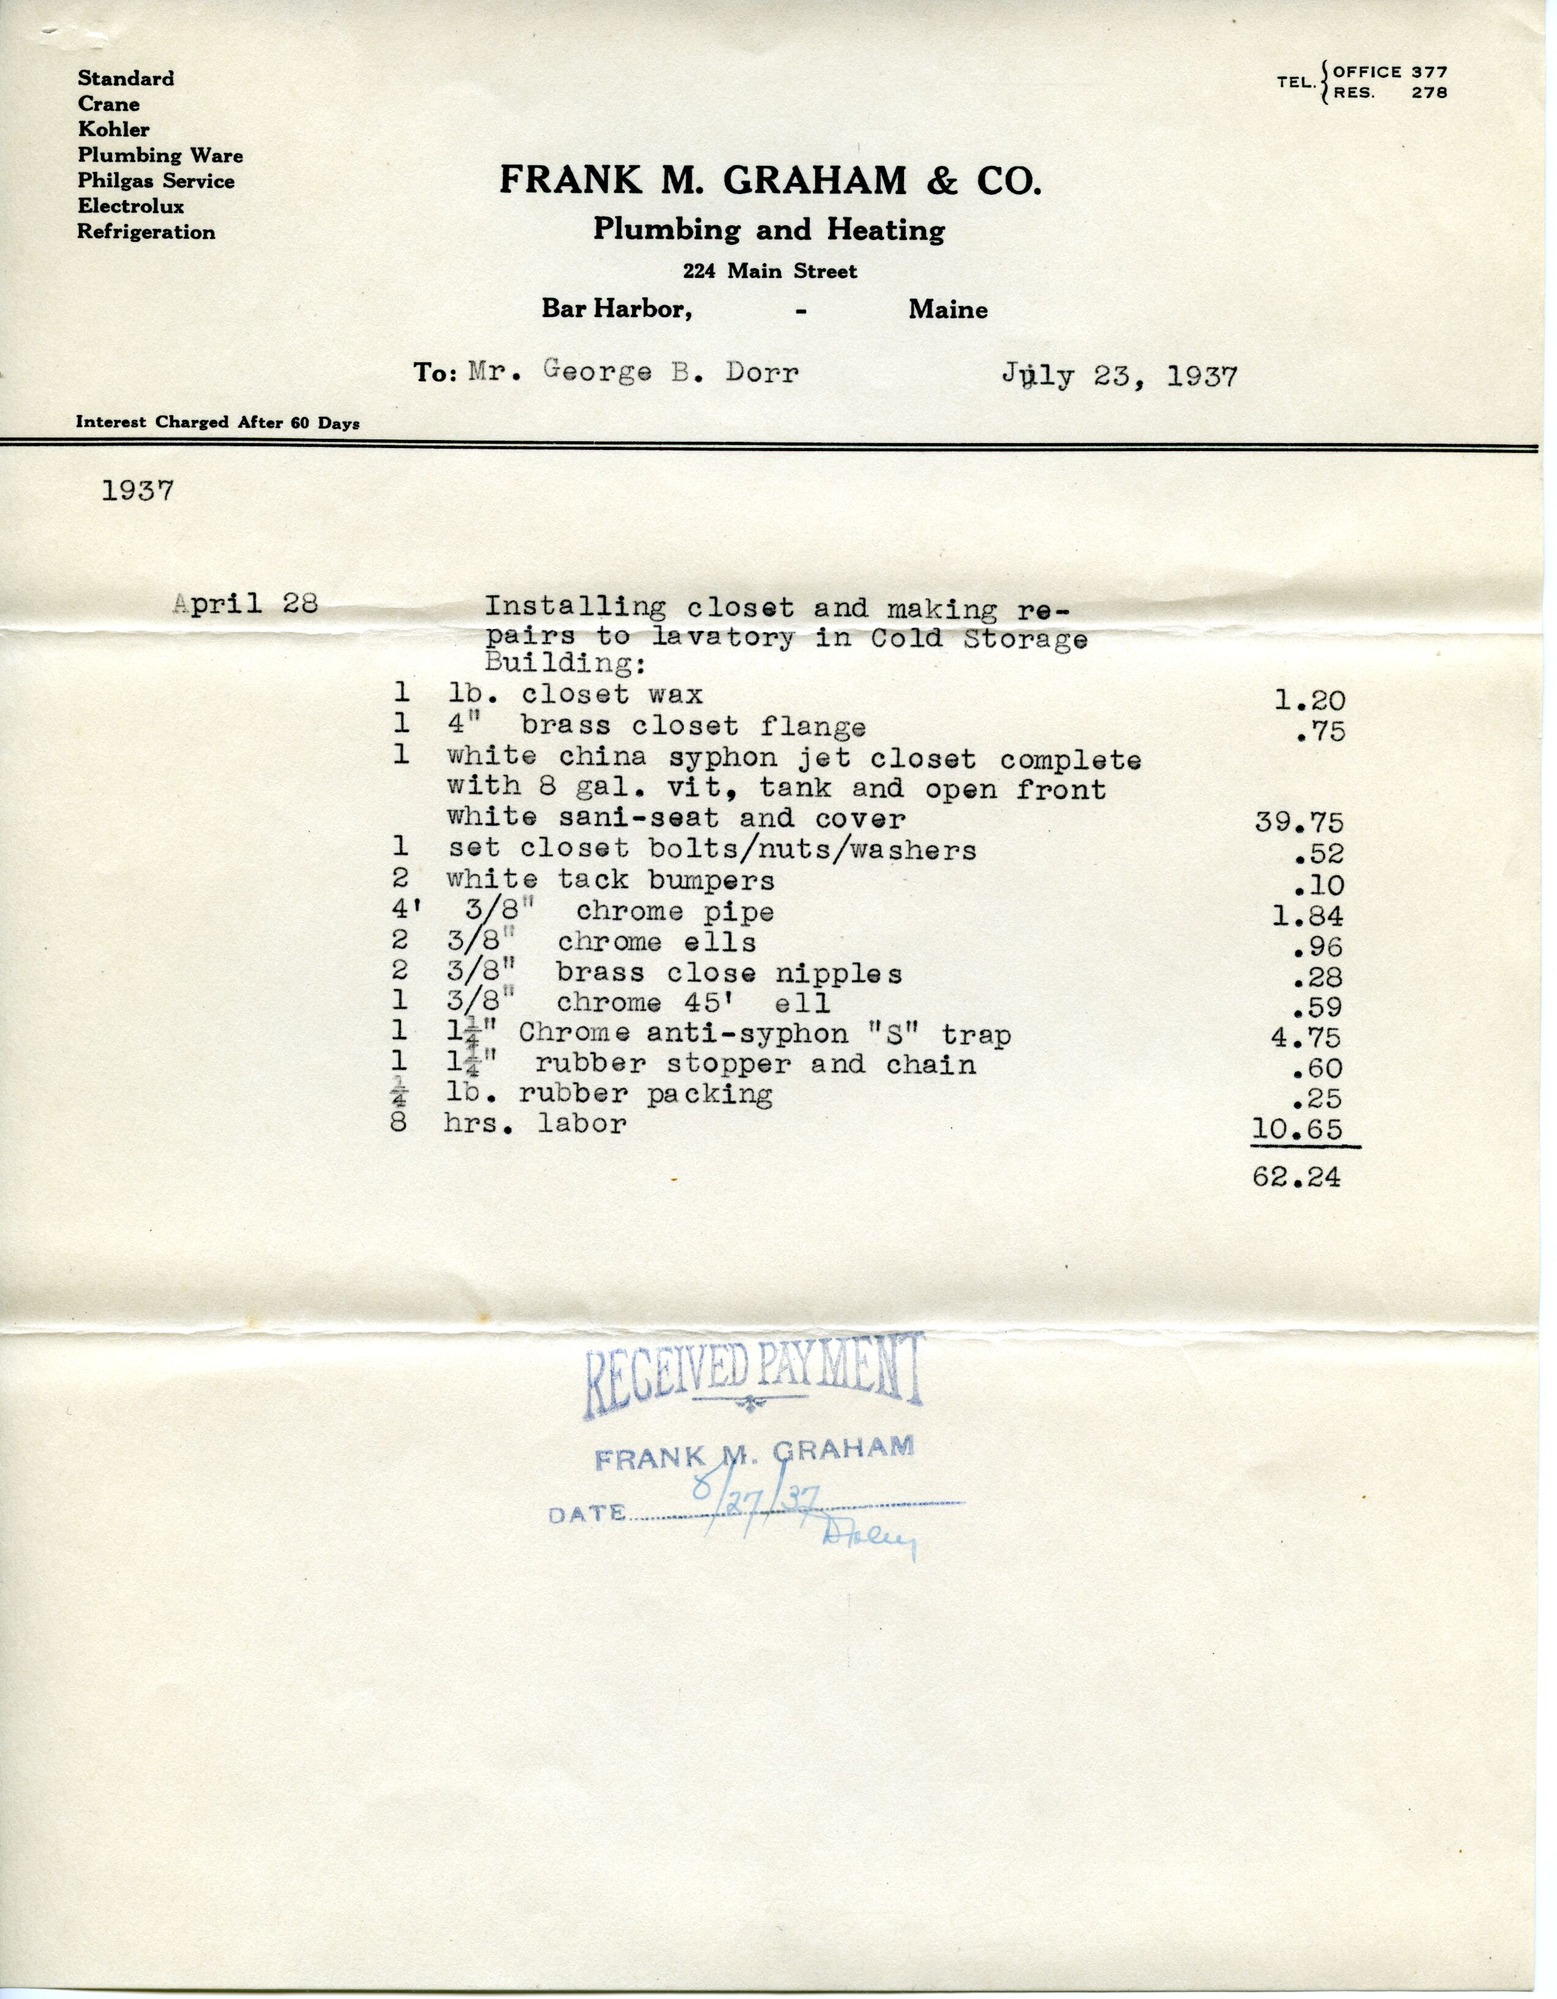 Standard
Crane
Kohler
Plumbing Ware
Philgas Service
Electrolux
Refrigeration
TEL. OFFICE 377
RES. 278
FRANK M. GRAHAM & CO.
Plumbing and Heating
224 Main Street
Bar Harbor, - Maine
To: Mr. George B. Dorr July 23, 1937
Interest Charged After 60 Days
1937
April 28 Installing closet and making re-
pairs to lavatory in Cold Storage
Building:
1 lb. closet wax 1.20
1 4" brass closet flange .75
1 white china syphon jet closet complete
with 8 gal. vit, tank and open front
white sani-seat and cover 39.75
1 set closet bolts/nuts/washers .52
2 white tack bumpers .10
4' 3/8" chrome pipe 1.84
2 3/8" chrome ells .96
2 3/8" brass close nipples .28
1 3/8" chrome 45' ell .59
1 1¼" Chrome anti-syphon "S" trap 4.75
1 1¼" rubber stopper and chain .60
¼ lb. rubber packing .25
8 hrs. labor 10.65
62.24
RECEIVED PAYMENT
FRANK M. GRAHAM
DATE 8/27/37